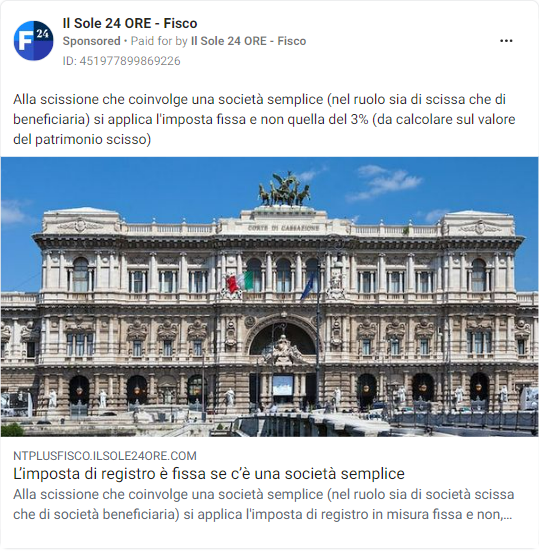 F 24
Il Sole 24 ORE - Fisco
Sponsored • Paid for by Il Sole 24 ORE - Fisco
ID: 451977899869226
Alla scissione che coinvolge una società semplice (nel ruolo sia di scissa che di
beneficiaria) si applica l'imposta fissa e non quella del 3% (da calcolare sul valore
del patrimonio scisso)
CORTE DI CASSAZIONE
NTPLUSFISCO.ILSOLE24ORE.COM
L’imposta di registro è fissa se c’è una società semplice
Alla scissione che coinvolge una società semplice (nel ruolo sia di società scissa
che di società beneficiaria) si applica l'imposta di registro in misura fissa e non,...